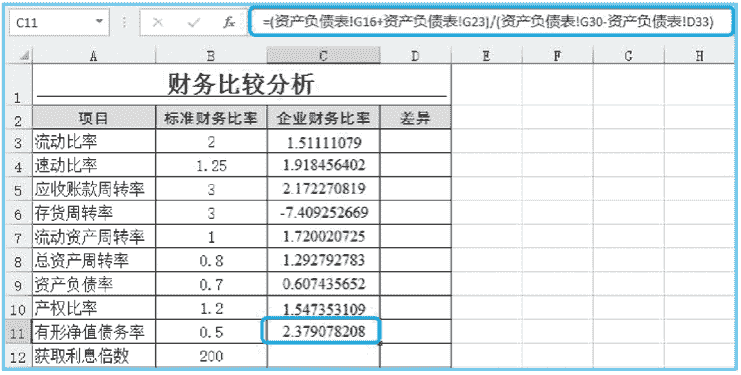 C11 fx =(资产负债表!G16+资产负债表!G23)/(资产负债表!G30-资产负债表!D33)
A B C D E F G H
1 财务比较分析
2 项目 标准财务比率 企业财务比率 差异
3 流动比率 2 1.51111079
4 速动比率 1.25 1.918456402
5 应收账款周转率 3 2.172270819
6 存货周转率 3 -7.409252669
7 流动资产周转率 1 1.720020725
8 总资产周转率 0.8 1.292792783
9 资产负债率 0.7 0.607435652
10 产权比率 1.2 1.547353109
11 有形净值债务率 0.5 2.379078208
12 获取利息倍数 200